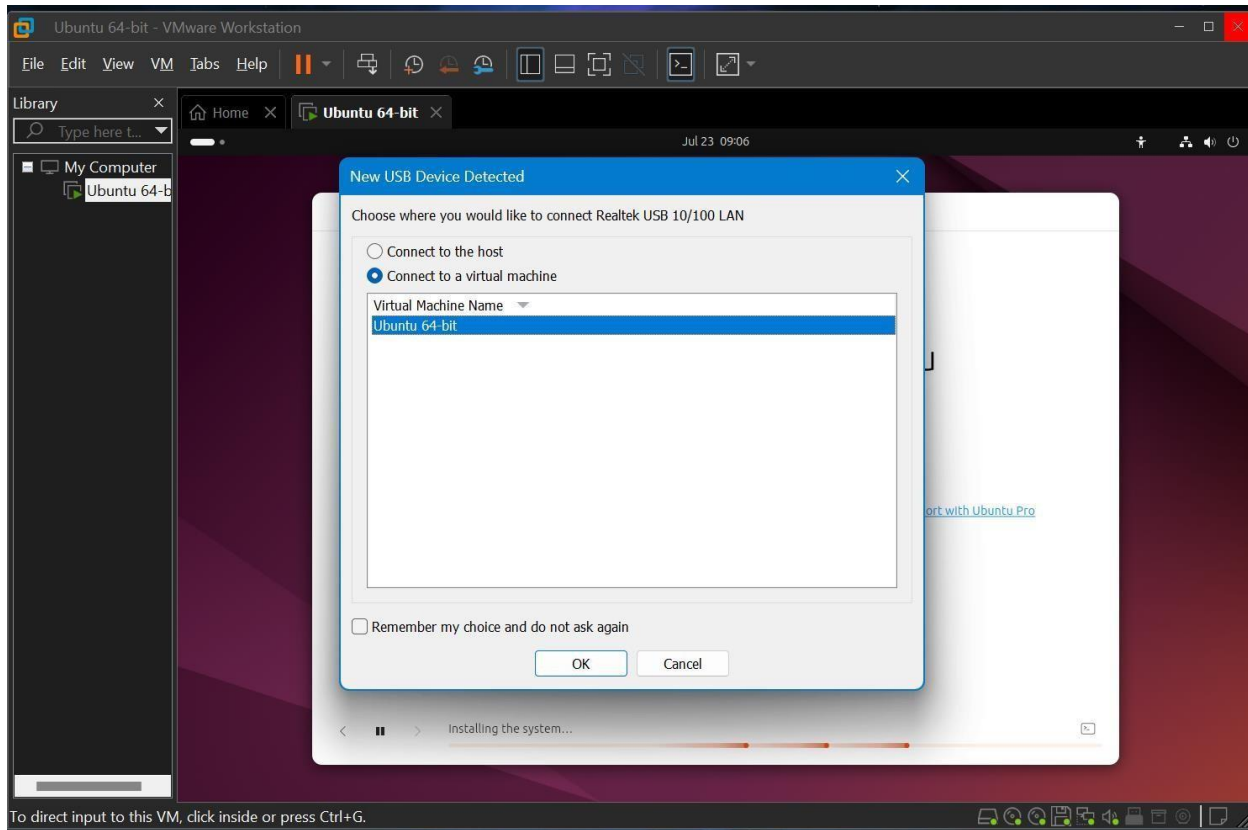 Ubuntu 64-bit - VMware Workstation
File Edit View VM Tabs Help
Library
Home
Ubuntu 64-bit
Type here t...
Jul 23 09:06
My Computer
Ubuntu 64-b
New USB Device Detected
Choose where you would like to connect Realtek USB 10/100 LAN
Connect to the host
Connect to a virtual machine
Virtual Machine Name
Ubuntu 64-bit
ort with Ubuntu Pro
Remember my choice and do not ask again
OK Cancel
Installing the system...
To direct input to this VM, click inside or press Ctrl+G.